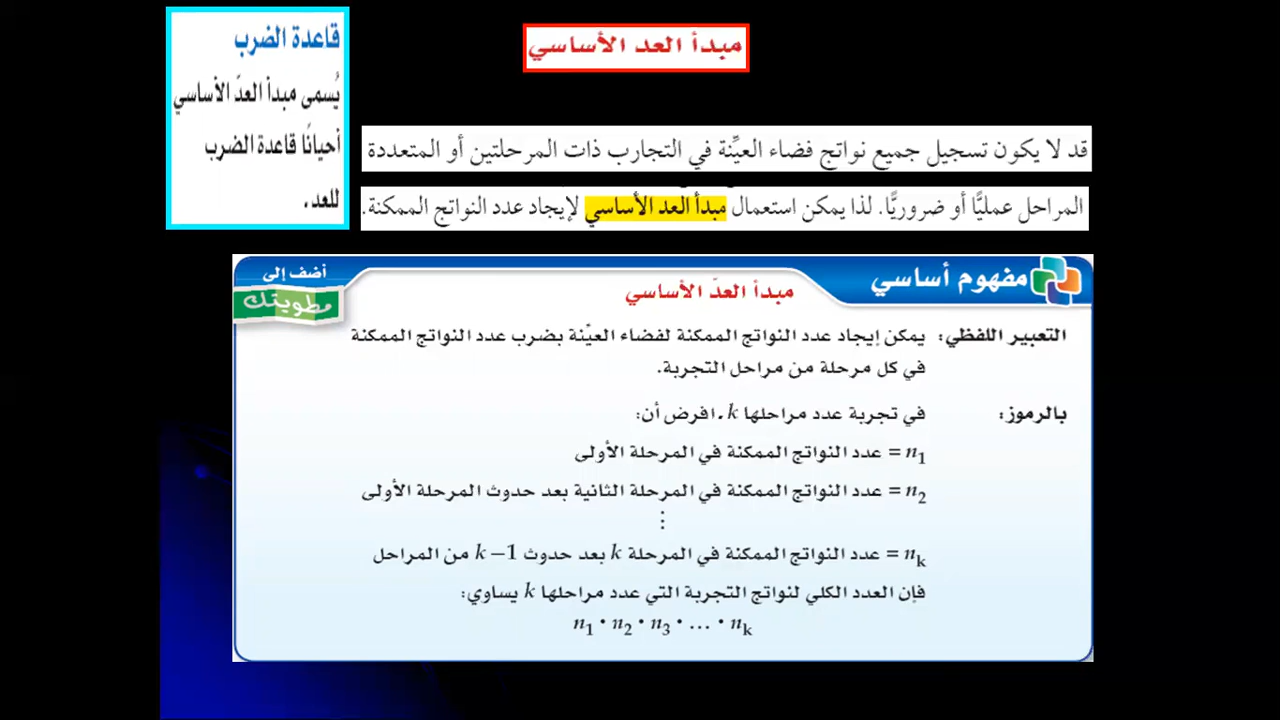 مبدأ العد الأساسي
قاعدة الضرب
يُسمى مبدأ العدّ الأساسي
أحيانًا قاعدة الضرب
للعد.
قد لا يكون تسجيل جميع نواتج فضاء العيِّنة في التجارب ذات المرحلتين أو المتعددة
المراحل عمليًّا أو ضروريًّا. لذا يمكن استعمال مبدأ العد الأساسي لإيجاد عدد النواتج الممكنة.
مفهوم أساسي
أضف إلى
مطويتك
مبدأ العدّ الأساسي
التعبير اللفظي: يمكن إيجاد عدد النواتج الممكنة لفضاء العيّنة بضرب عدد النواتج الممكنة
في كل مرحلة من مراحل التجربة.
بالرموز: في تجربة عدد مراحلها k، افرض أن:
n₁ = عدد النواتج الممكنة في المرحلة الأولى
n₂ = عدد النواتج الممكنة في المرحلة الثانية بعد حدوث المرحلة الأولى
⋮
nₖ = عدد النواتج الممكنة في المرحلة k بعد حدوث k−1 من المراحل
فإن العدد الكلي لنواتج التجربة التي عدد مراحلها k يساوي:
n₁ · n₂ · n₃ · … · nₖ